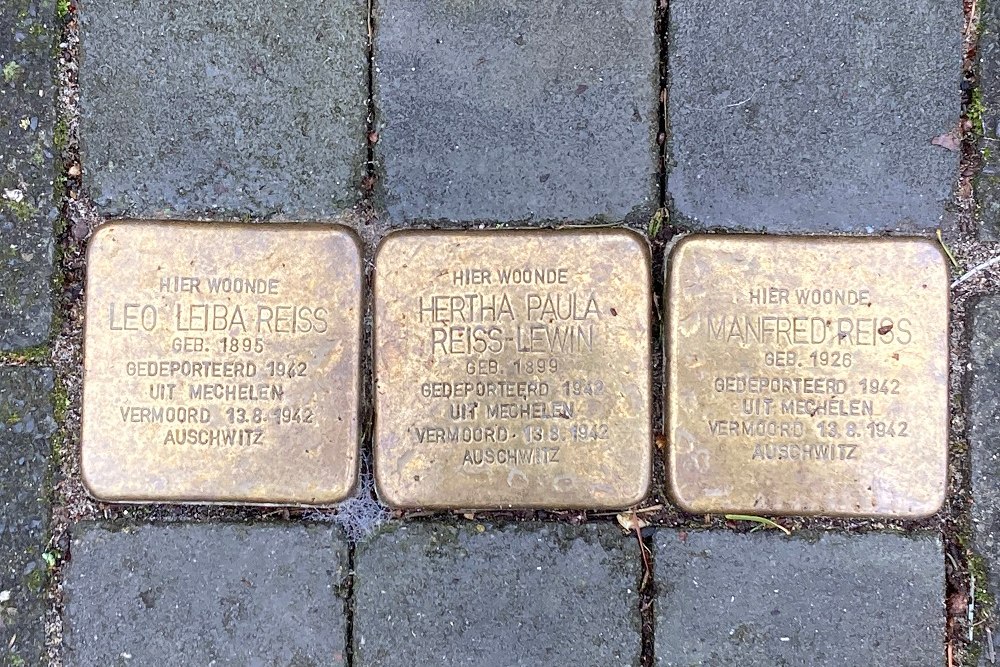 HIER WOONDE
LEO LEIBA REISS
GEB. 1895
GEDEPORTEERD 1942
UIT MECHELEN
VERMOORD 13.8.1942
AUSCHWITZ
HIER WOONDE
HERTHA PAULA
REISS-LEWIN
GEB. 1899
GEDEPORTEERD 1942
UIT MECHELEN
VERMOORD 13.8.1942
AUSCHWITZ
HIER WOONDE
MANFRED REISS
GEB. 1926
GEDEPORTEERD 1942
UIT MECHELEN
VERMOORD 13.8.1942
AUSCHWITZ